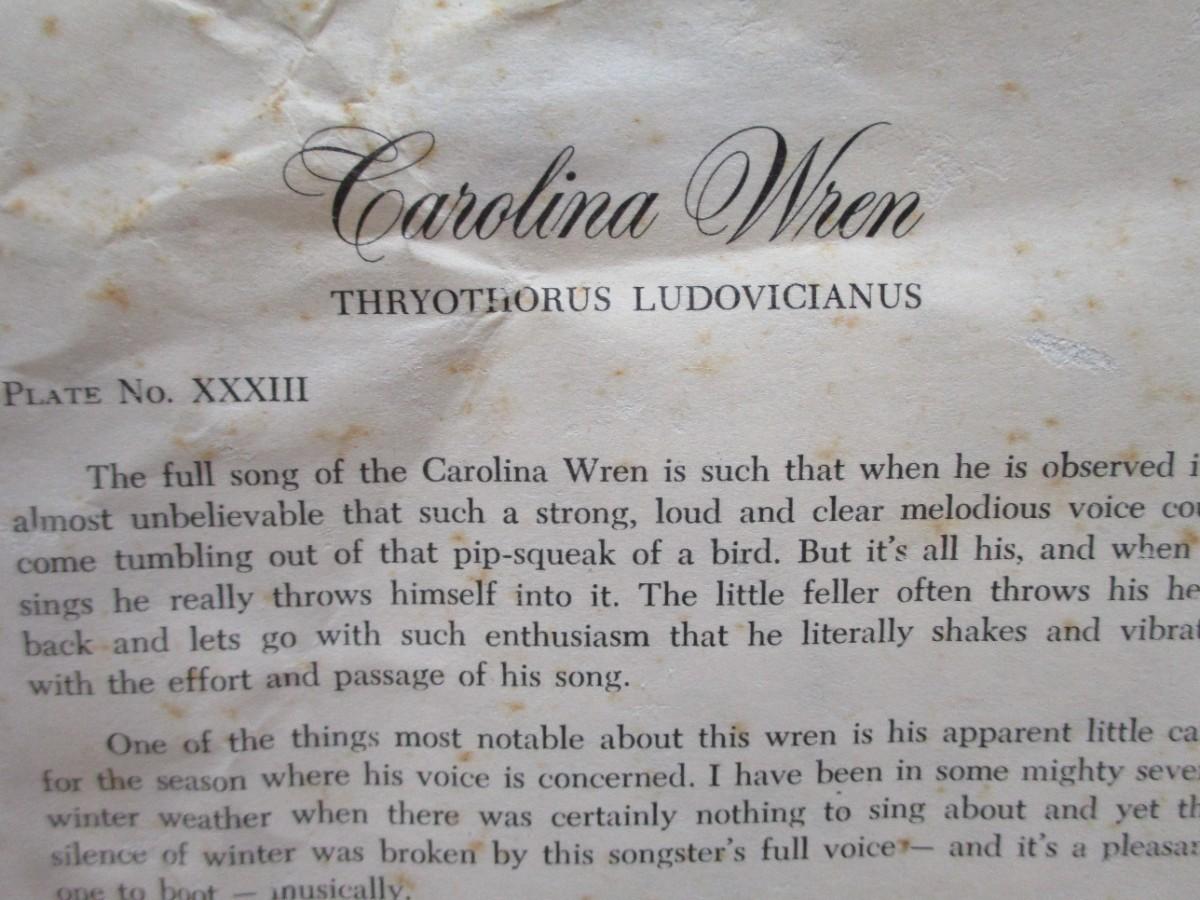 Carolina Wren
THRYOTHORUS LUDOVICIANUS
PLATE No. XXXIII
The full song of the Carolina Wren is such that when he is observed
almost unbelievable that such a strong, loud and clear melodious voice
come tumbling out of that pip-squeak of a bird. But it's all his, and when
sings he really throws himself into it. The little feller often throws his
back and lets go with such enthusiasm that he literally shakes and
with the effort and passage of his song.
One of the things most notable about this wren is his apparent little
for the season where his voice is concerned. I have been in some mighty
winter weather when there was certainly nothing to sing about and yet
silence of winter was broken by this songster's full voice — and it's a
one to boot — musically.